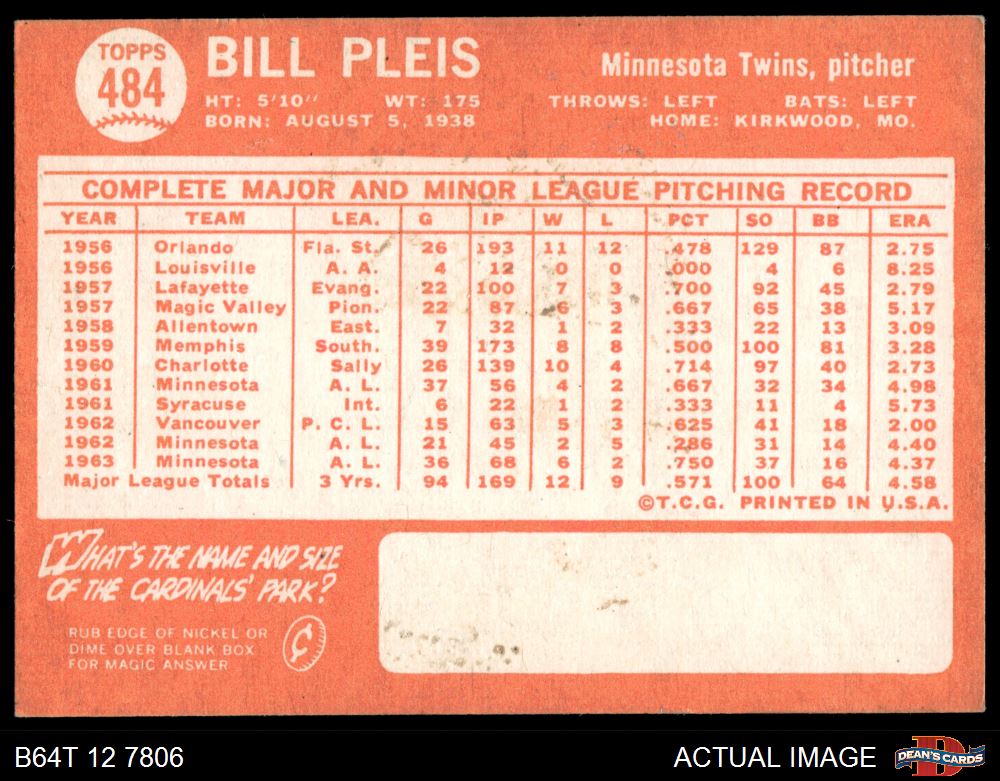 TOPPS
484
BILL PLEIS
Minnesota Twins, pitcher
HT: 5'10" WT: 175
THROWS: LEFT BATS: LEFT
BORN: AUGUST 5, 1938
HOME: KIRKWOOD, MO.
COMPLETE MAJOR AND MINOR LEAGUE PITCHING RECORD
YEAR TEAM LEA. G IP W L PCT SO BB ERA
1956 Orlando Fla. St. 26 193 11 12 .478 129 87 2.75
1956 Louisville A. A. 4 12 0 0 .000 4 6 8.25
1957 Lafayette Evang. 22 100 7 3 .700 92 45 2.79
1957 Magic Valley Pion. 22 87 6 3 .667 65 38 5.17
1958 Allentown East. 7 32 1 2 .333 22 13 3.09
1959 Memphis South. 39 173 8 8 .500 100 81 3.28
1960 Charlotte Sally 26 139 10 4 .714 97 40 2.73
1961 Minnesota A. L. 37 56 4 2 .667 32 34 4.98
1961 Syracuse Int. 6 22 1 2 .333 11 4 5.73
1962 Vancouver P. C. L. 15 63 5 3 .625 41 18 2.00
1962 Minnesota A. L. 21 45 2 5 .286 31 14 4.40
1963 Minnesota A. L. 36 68 6 2 .750 37 16 4.37
Major League Totals 3 Yrs. 94 169 12 9 .571 100 64 4.58
©T.C.G. PRINTED IN U.S.A.
WHAT'S THE NAME AND SIZE
OF THE CARDINALS' PARK?
RUB EDGE OF NICKEL OR
DIME OVER BLANK BOX
FOR MAGIC ANSWER
¢
B64T 12 7806
ACTUAL IMAGE
D
DEAN'S CARDS